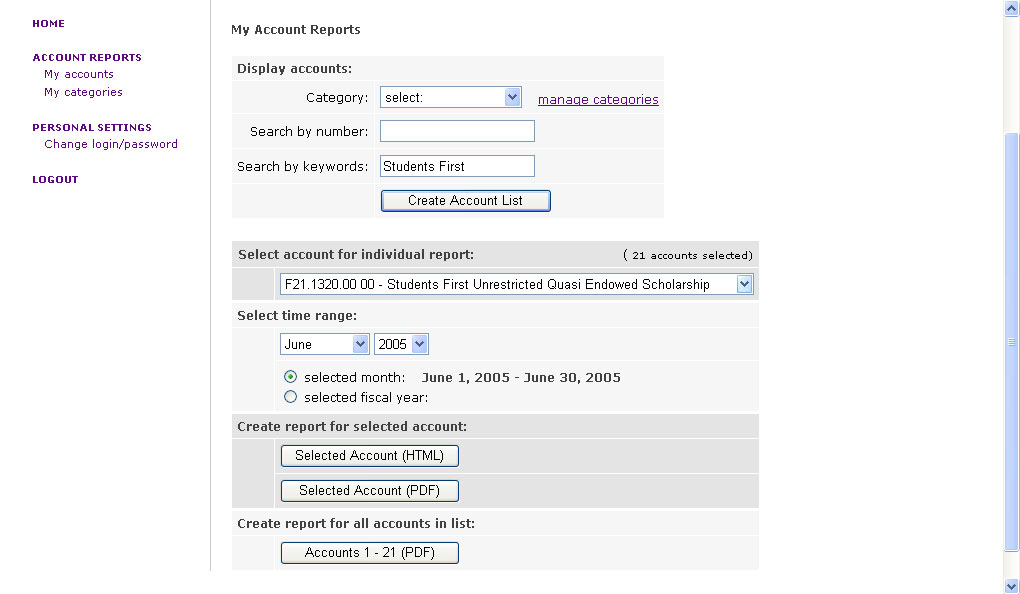 HOME
ACCOUNT REPORTS
My accounts
My categories
PERSONAL SETTINGS
Change login/password
LOGOUT
My Account Reports
Display accounts:
Category: select: manage categories
Search by number:
Search by keywords: Students First
Create Account List
Select account for individual report: ( 21 accounts selected)
F21.1320.00 00 - Students First Unrestricted Quasi Endowed Scholarship
Select time range:
June 2005
selected month: June 1, 2005 - June 30, 2005
selected fiscal year:
Create report for selected account:
Selected Account (HTML)
Selected Account (PDF)
Create report for all accounts in list:
Accounts 1 - 21 (PDF)